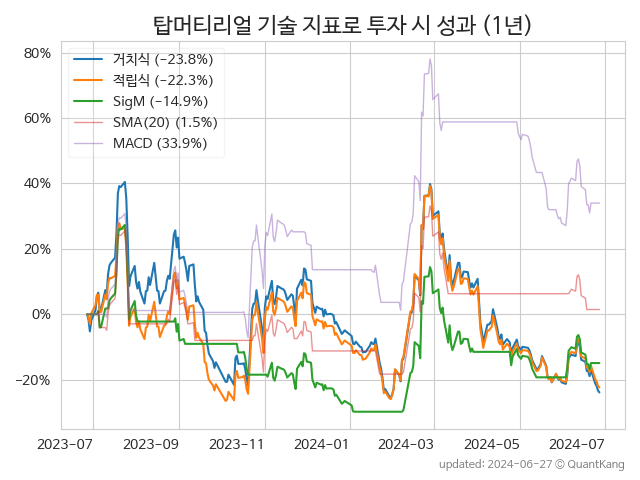 탑머티리얼 기술 지표로 투자 시 성과 (1년)
거치식 (−23.8%)
적립식 (−22.3%)
SigM (−14.9%)
SMA(20) (1.5%)
MACD (33.9%)
80%
60%
40%
20%
0%
−20%
2023-07 2023-09 2023-11 2024-01 2024-03 2024-05 2024-07
updated: 2024-06-27 ⓒ QuantKang